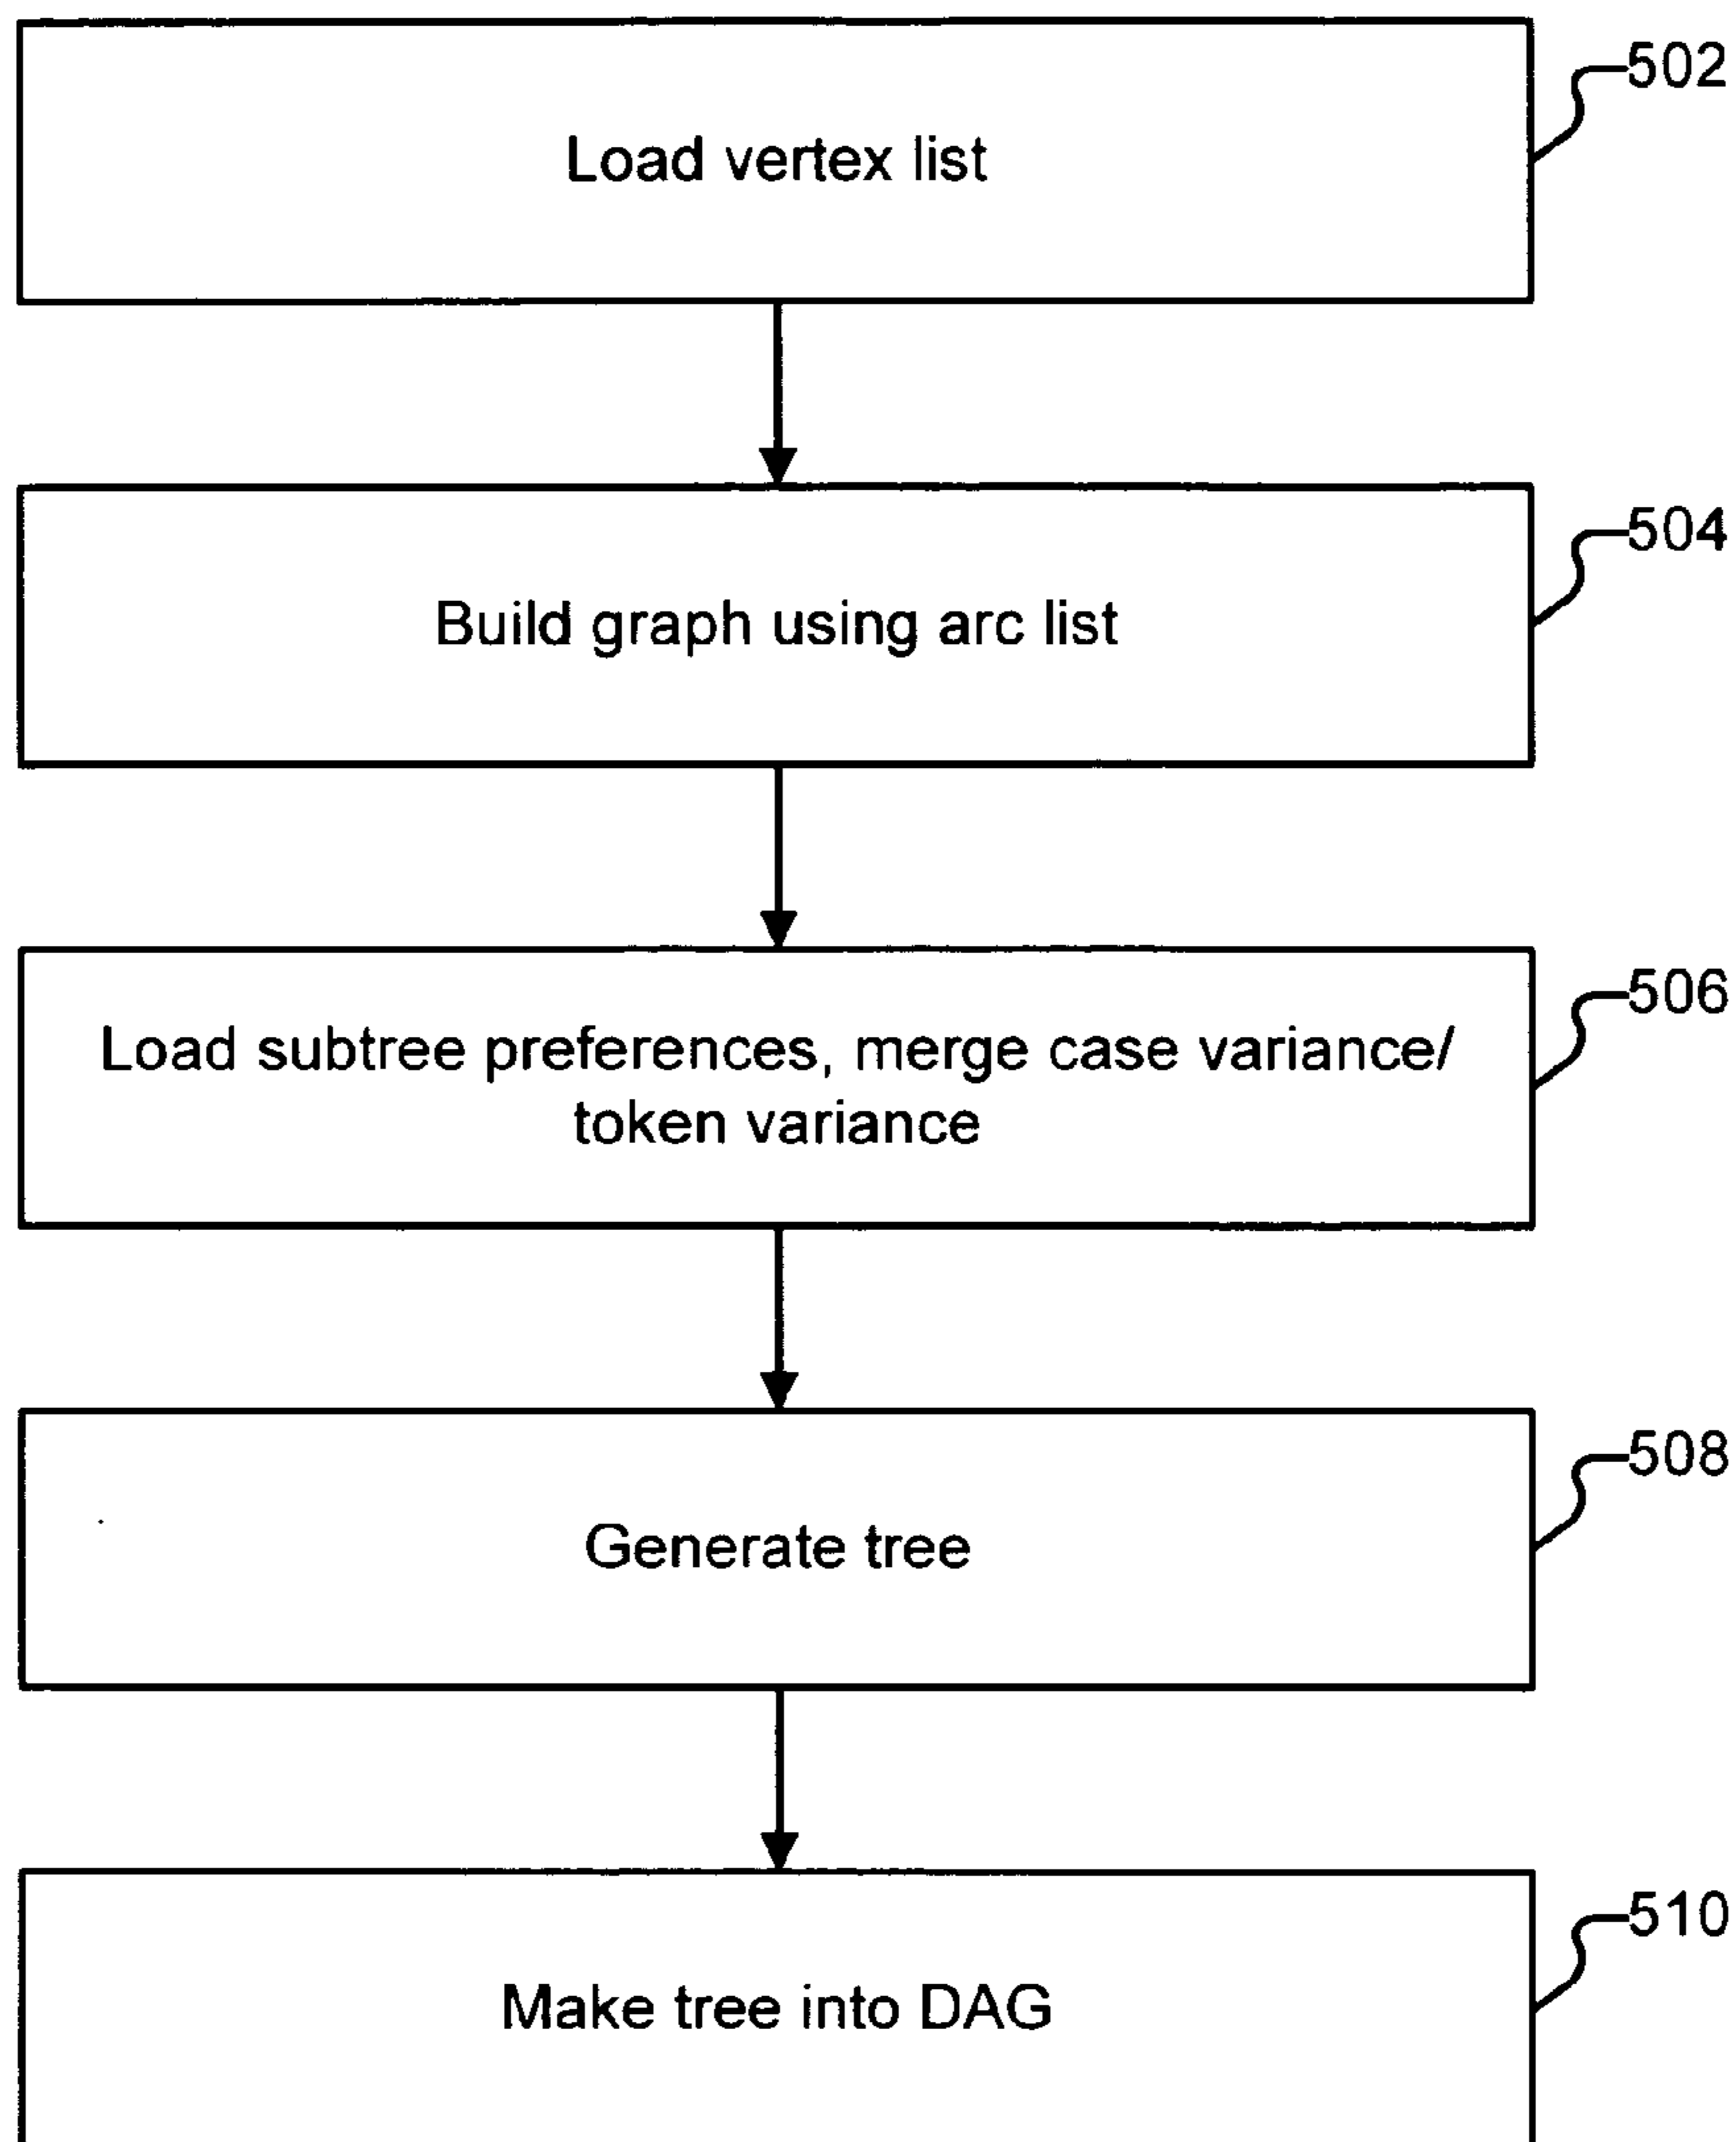 502
Load vertex list
504
Build graph using arc list
506
Load subtree preferences, merge case variance/
token variance
508
Generate tree
510
Make tree into DAG